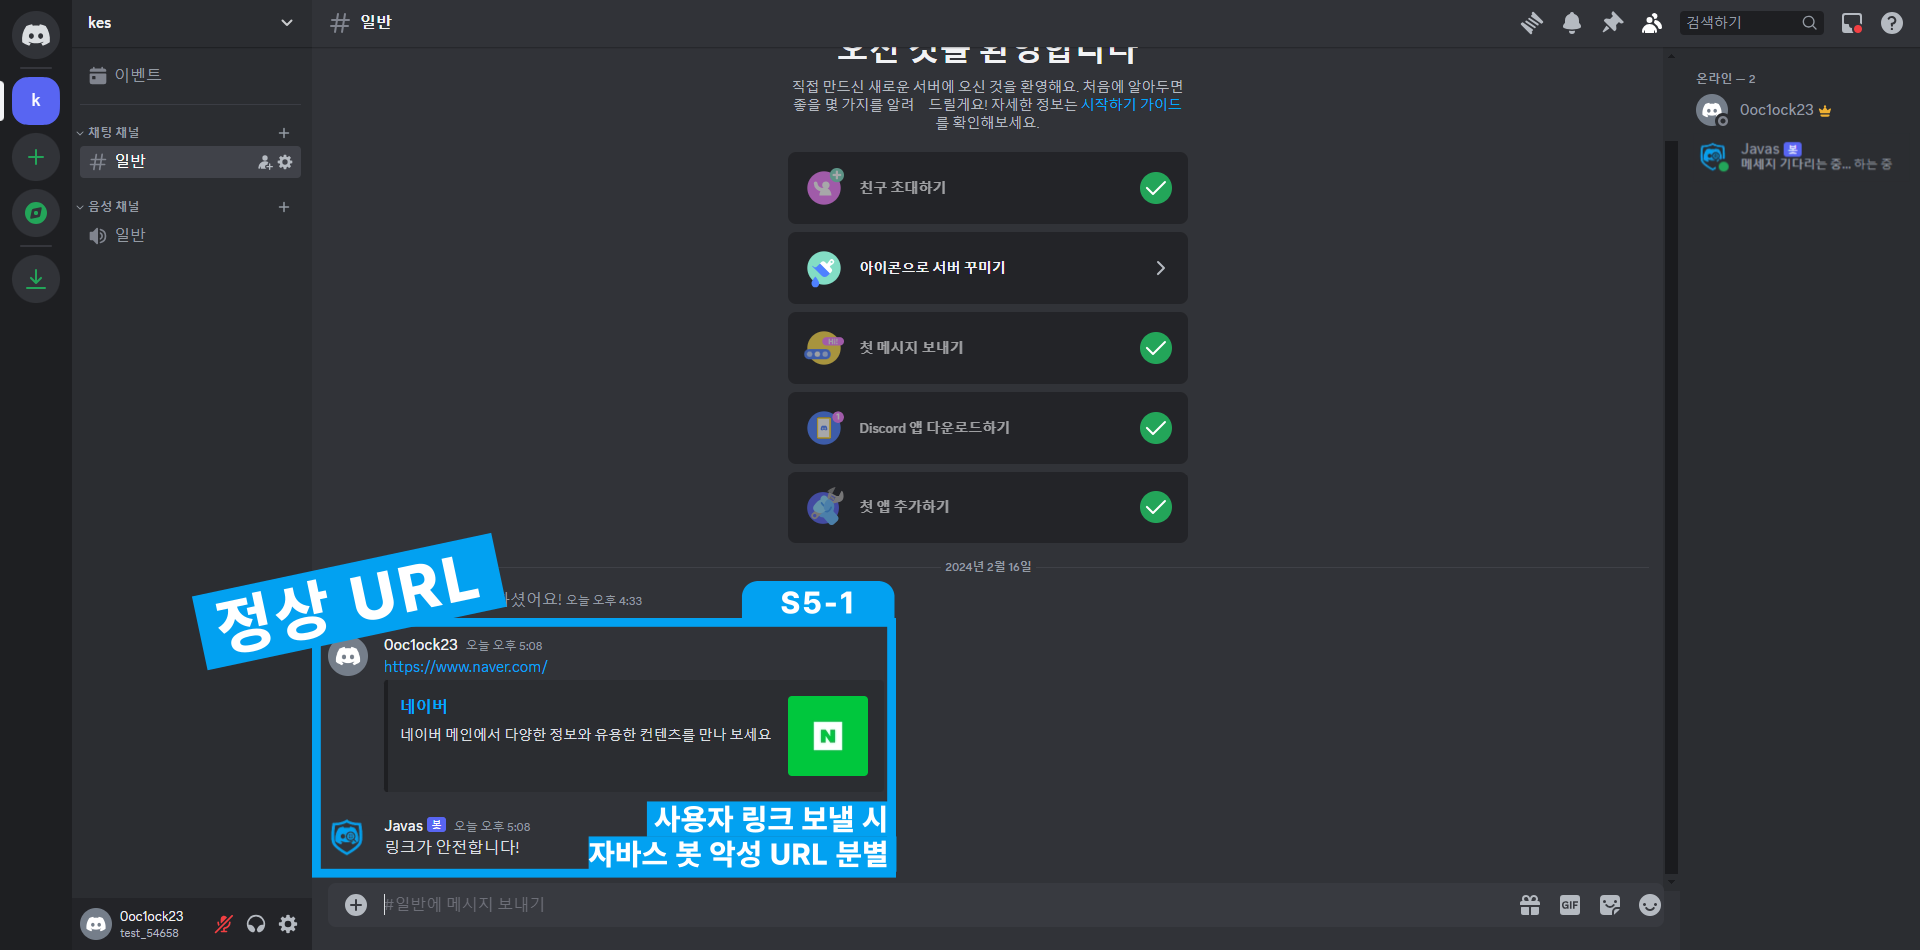 kes
일반
검색하기
이벤트
채팅 채널
일반
음성 채널
일반
k
오신 것을 환영합니다
직접 만드신 새로운 서버에 오신 것을 환영해요. 처음에 알아두면
좋을 몇 가지를 알려 드릴게요! 자세한 정보는 시작하기 가이드
를 확인해보세요.
친구 초대하기
아이콘으로 서버 꾸미기
Hi!
첫 메시지 보내기
1
Discord 앱 다운로드하기
첫 앱 추가하기
2024년 2월 16일
정상 URL
셨어요! 오늘 오후 4:33
S5-1
0oc1ock23 오늘 오후 5:08
https://www.naver.com/
네이버
네이버 메인에서 다양한 정보와 유용한 컨텐츠를 만나 보세요
N
Javas 봇 오늘 오후 5:08
링크가 안전합니다!
사용자 링크 보낼 시
자바스 봇 악성 URL 분별
#일반에 메시지 보내기
GIF
0oc1ock23
test_54658
온라인 — 2
0oc1ock23
Javas 봇
메세지 기다리는 중... 하는 중